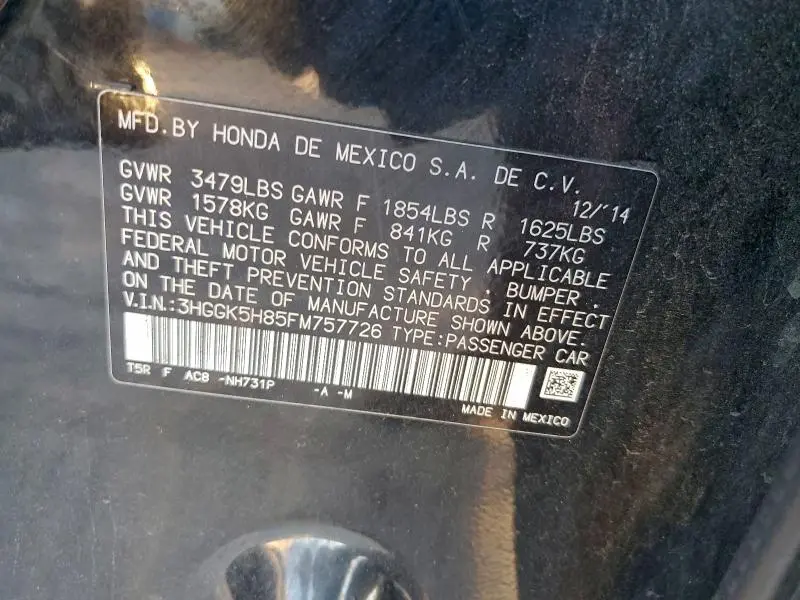 MFD. BY HONDA DE MEXICO S.A. DE C.V.
12/'14
GVWR 3479LBS GAWR F 1854LBS R 1625LBS
GVWR 1578KG GAWR F 841KG R 737KG
THIS VEHICLE CONFORMS TO ALL APPLICABLE
FEDERAL MOTOR VEHICLE SAFETY . BUMPER .
AND THEFT PREVENTION STANDARDS IN EFFECT
ON THE DATE OF MANUFACTURE SHOWN ABOVE.
V.I.N.:3HGGK5H85FM757726 TYPE:PASSENGER CAR
T5R F AC8 -NH731P -A -M
MADE IN MEXICO